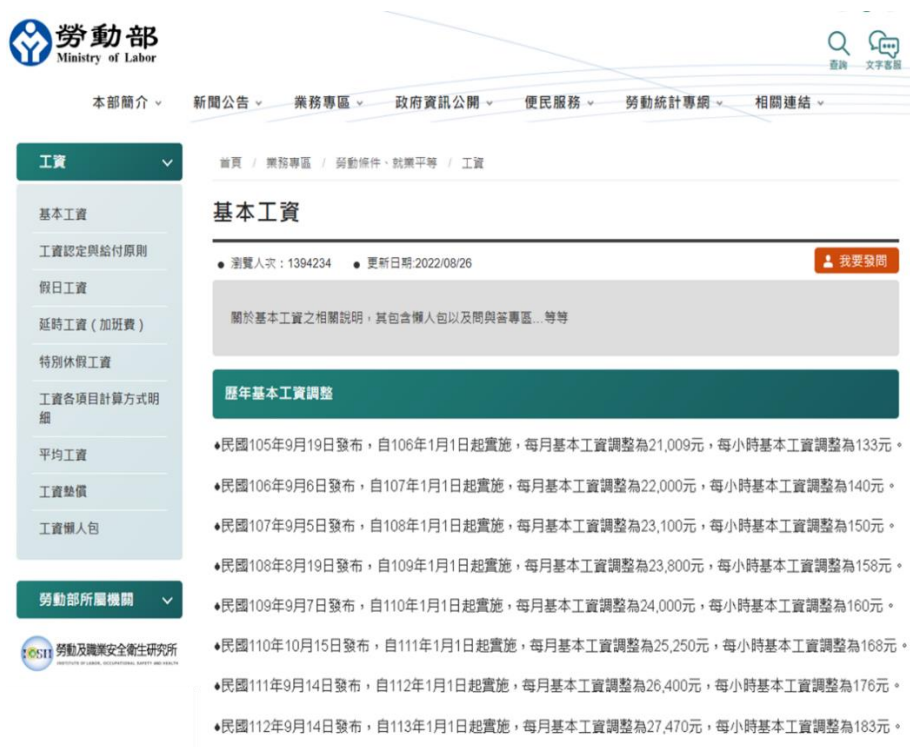 勞動部
Ministry of Labor
查詢
文字客服
本部簡介
新聞公告
業務專區
政府資訊公開
便民服務
勞動統計專網
相關連結
工資
基本工資
工資認定與給付原則
假日工資
延時工資（加班費）
特別休假工資
工資各項目計算方式明
細
平均工資
工資墊償
工資懶人包
勞動部所屬機關
勞動及職業安全衛生研究所
INSTITUTE OF LABOR, OCCUPATIONAL SAFETY AND HEALTH
首頁 / 業務專區 / 勞動條件、就業平等 / 工資
基本工資
● 瀏覽人次：1394234 ● 更新日期:2022/08/26
我要發問
關於基本工資之相關說明，其包含懶人包以及問與答專區...等等
歷年基本工資調整
♦民國105年9月19日發布，自106年1月1日起實施，每月基本工資調整為21,009元，每小時基本工資調整為133元。
♦民國106年9月6日發布，自107年1月1日起實施，每月基本工資調整為22,000元，每小時基本工資調整為140元。
♦民國107年9月5日發布，自108年1月1日起實施，每月基本工資調整為23,100元，每小時基本工資調整為150元。
♦民國108年8月19日發布，自109年1月1日起實施，每月基本工資調整為23,800元，每小時基本工資調整為158元。
♦民國109年9月7日發布，自110年1月1日起實施，每月基本工資調整為24,000元，每小時基本工資調整為160元。
♦民國110年10月15日發布，自111年1月1日起實施，每月基本工資調整為25,250元，每小時基本工資調整為168元。
♦民國111年9月14日發布，自112年1月1日起實施，每月基本工資調整為26,400元，每小時基本工資調整為176元。
♦民國112年9月14日發布，自113年1月1日起實施，每月基本工資調整為27,470元，每小時基本工資調整為183元。